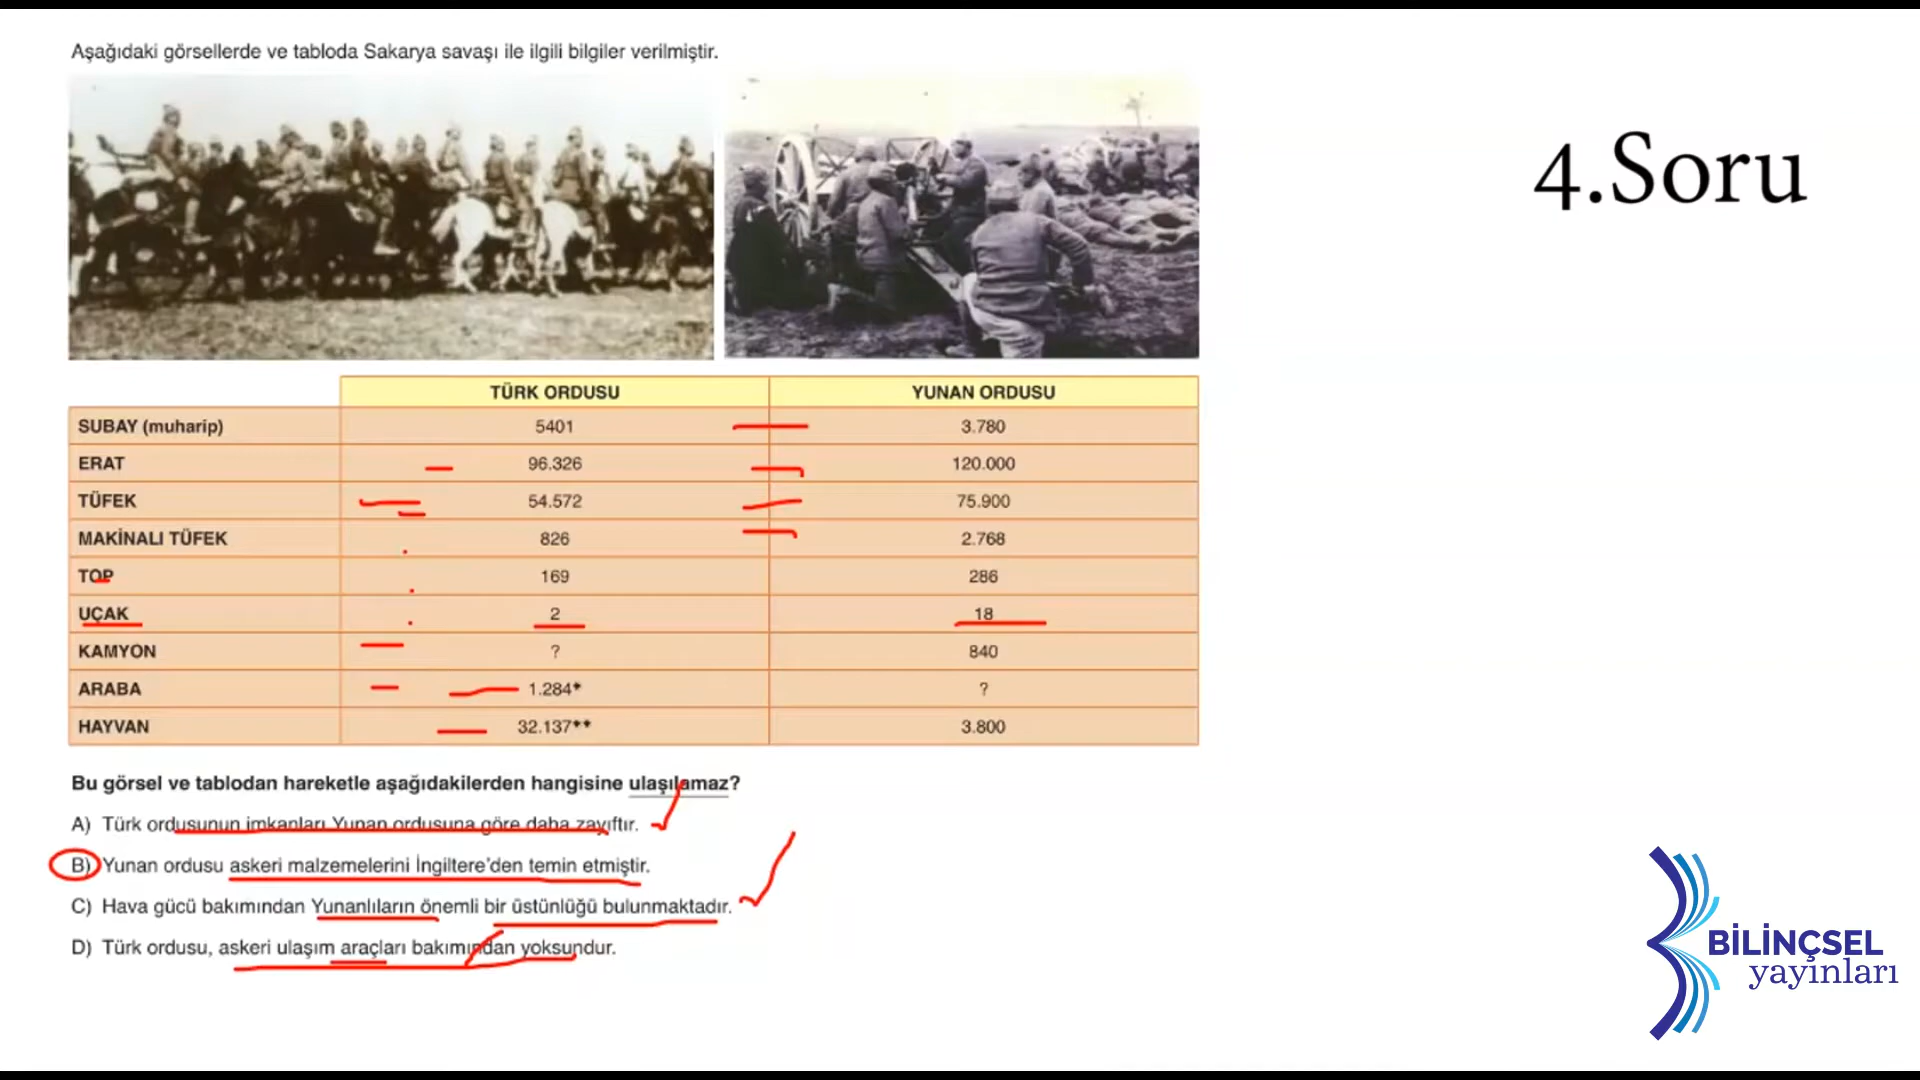 Aşağıdaki görsellerde ve tabloda Sakarya savaşı ile ilgili bilgiler verilmiştir.
4.Soru
TÜRK ORDUSU YUNAN ORDUSU
SUBAY (muharip) 5401 3.780
ERAT 96.326 120.000
TÜFEK 54.572 75.900
MAKİNALI TÜFEK 826 2.768
TOP 169 286
UÇAK 2 18
KAMYON ? 840
ARABA 1.284* ?
HAYVAN 32.137** 3.800
Bu görsel ve tablodan hareketle aşağıdakilerden hangisine ulaşılamaz?
A) Türk ordusunun imkanları Yunan ordusuna göre daha zayıftır.
B) Yunan ordusu askeri malzemelerini İngiltere'den temin etmiştir.
C) Hava gücü bakımından Yunanlıların önemli bir üstünlüğü bulunmaktadır.
D) Türk ordusu, askeri ulaşım araçları bakımından yoksundur.
BİLİNÇSEL
yayınları